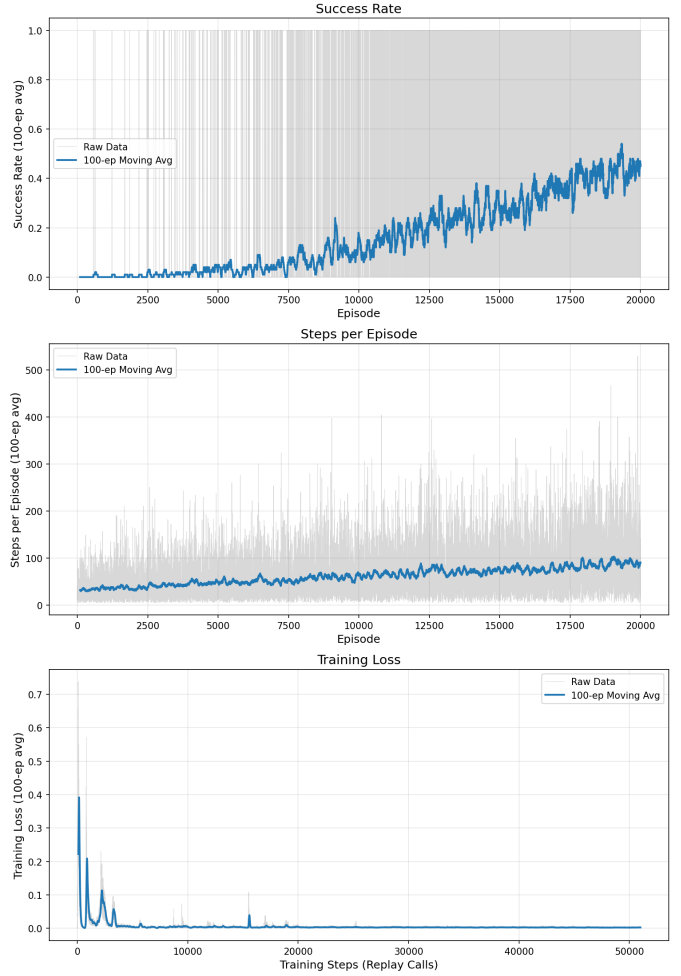 Success Rate
Success Rate (100-ep avg)
1.0
0.8
0.6
0.4
0.2
0.0
Raw Data
100-ep Moving Avg
0 2500 5000 7500 10000 12500 15000 17500 20000
Episode
Steps per Episode
Steps per Episode (100-ep avg)
500
400
300
200
100
0
Raw Data
100-ep Moving Avg
0 2500 5000 7500 10000 12500 15000 17500 20000
Episode
Training Loss
Training Loss (100-ep avg)
0.7
0.6
0.5
0.4
0.3
0.2
0.1
0.0
Raw Data
100-ep Moving Avg
0 10000 20000 30000 40000 50000
Training Steps (Replay Calls)